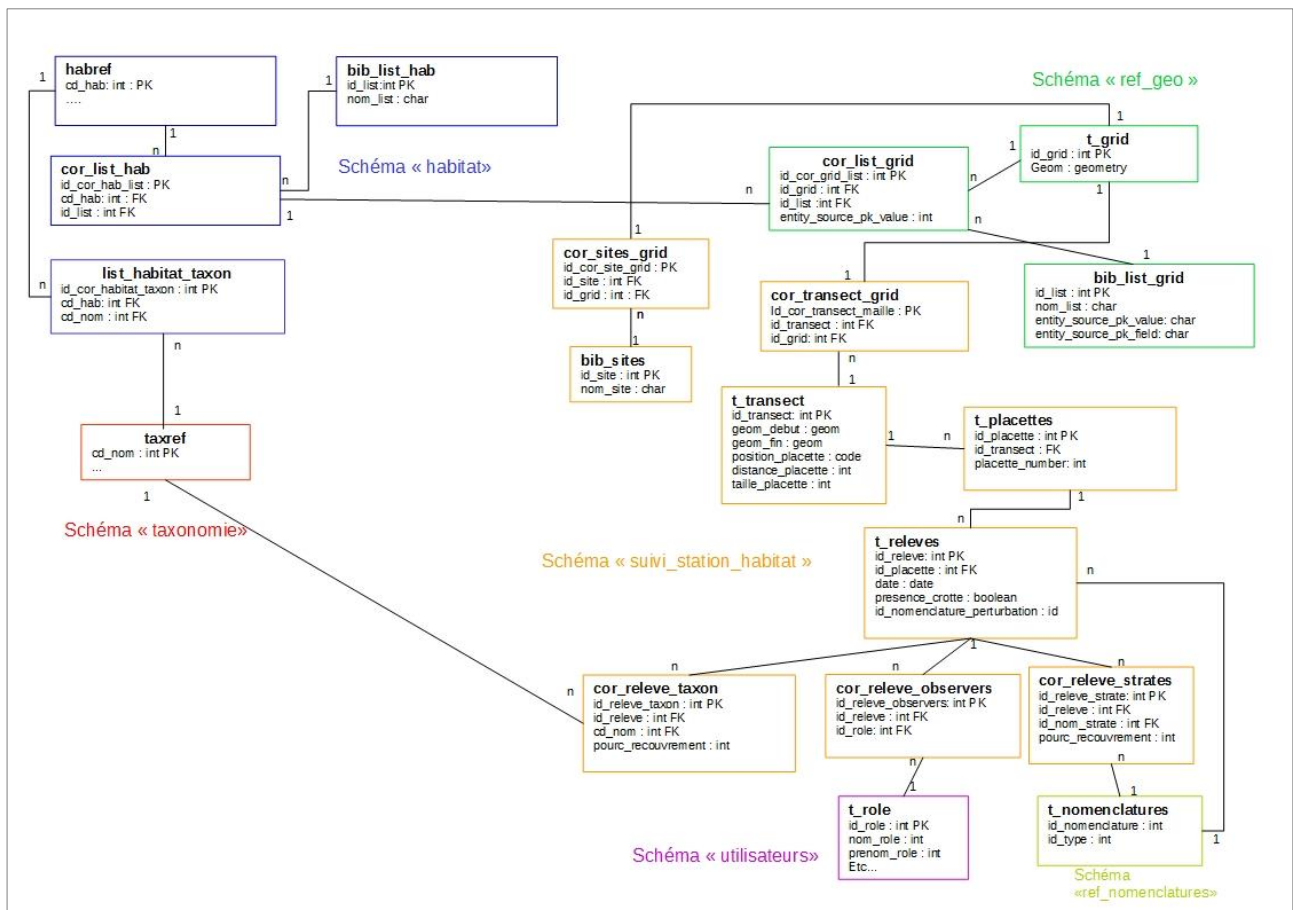 habref
cd_hab: int : PK
....
1
bib_list_hab
id_list:int PK
nom_list : char
1
Schéma « ref_geo »
1
n
1
cor_list_hab
id_cor_hab_list : PK
cd_hab: int : FK
id_list : int FK
n
1
Schéma « habitat»
n
cor_list_grid
id_cor_grid_list : int PK
id_grid : int FK
id_list :int FK
entity_source_pk_value : int
n
n
1
1
t_grid
id_grid : int PK
Geom : geometry
1
list_habitat_taxon
id_cor_habitat_taxon : int PK
cd_hab: int FK
cd_nom : int FK
n
n
1
cor_sites_grid
id_cor_site_grid : PK
id_site : int FK
id_grid : int : FK
n
1
bib_sites
id_site : int PK
nom_site : char
1
cor_transect_grid
Id_cor_transect_maille : PK
id_transect : int FK
id_grid: int FK
n
1
1
bib_list_grid
id_list : int PK
nom_list : char
entity_source_pk_value: char
entity_source_pk_field: char
t_transect
id_transect: int PK
geom_debut : geom
geom_fin : geom
position_placette : code
distance_placette : int
taille_placette : int
1
n
t_placettes
id_placette : int PK
id_transect : FK
placette_number: int
1
1
taxref
cd_nom : int PK
...
1
Schéma « taxonomie»
Schéma « suivi_station_habitat »
n
t_releves
id_releve: int PK
id_placette : int FK
date : date
presence_crotte : boolean
id_nomenclature_perturbation : id
n
1
n
n
n
n
cor_releve_taxon
id_releve_taxon : int PK
id_releve : int FK
cd_nom : int FK
pourc_recouvrement : int
cor_releve_observers
id_releve_observers: int PK
id_releve : int FK
id_role: int FK
n
1
cor_releve_strates
id_releve_strate: int PK
id_releve : int FK
id_nom_strate : int FK
pourc_recouvrement : int
n
1
t_role
id_role : int PK
nom_role : int
prenom_role : int
Etc...
Schéma « utilisateurs»
t_nomenclatures
id_nomenclature : int
id_type : int
1
Schéma
«ref_nomenclatures»